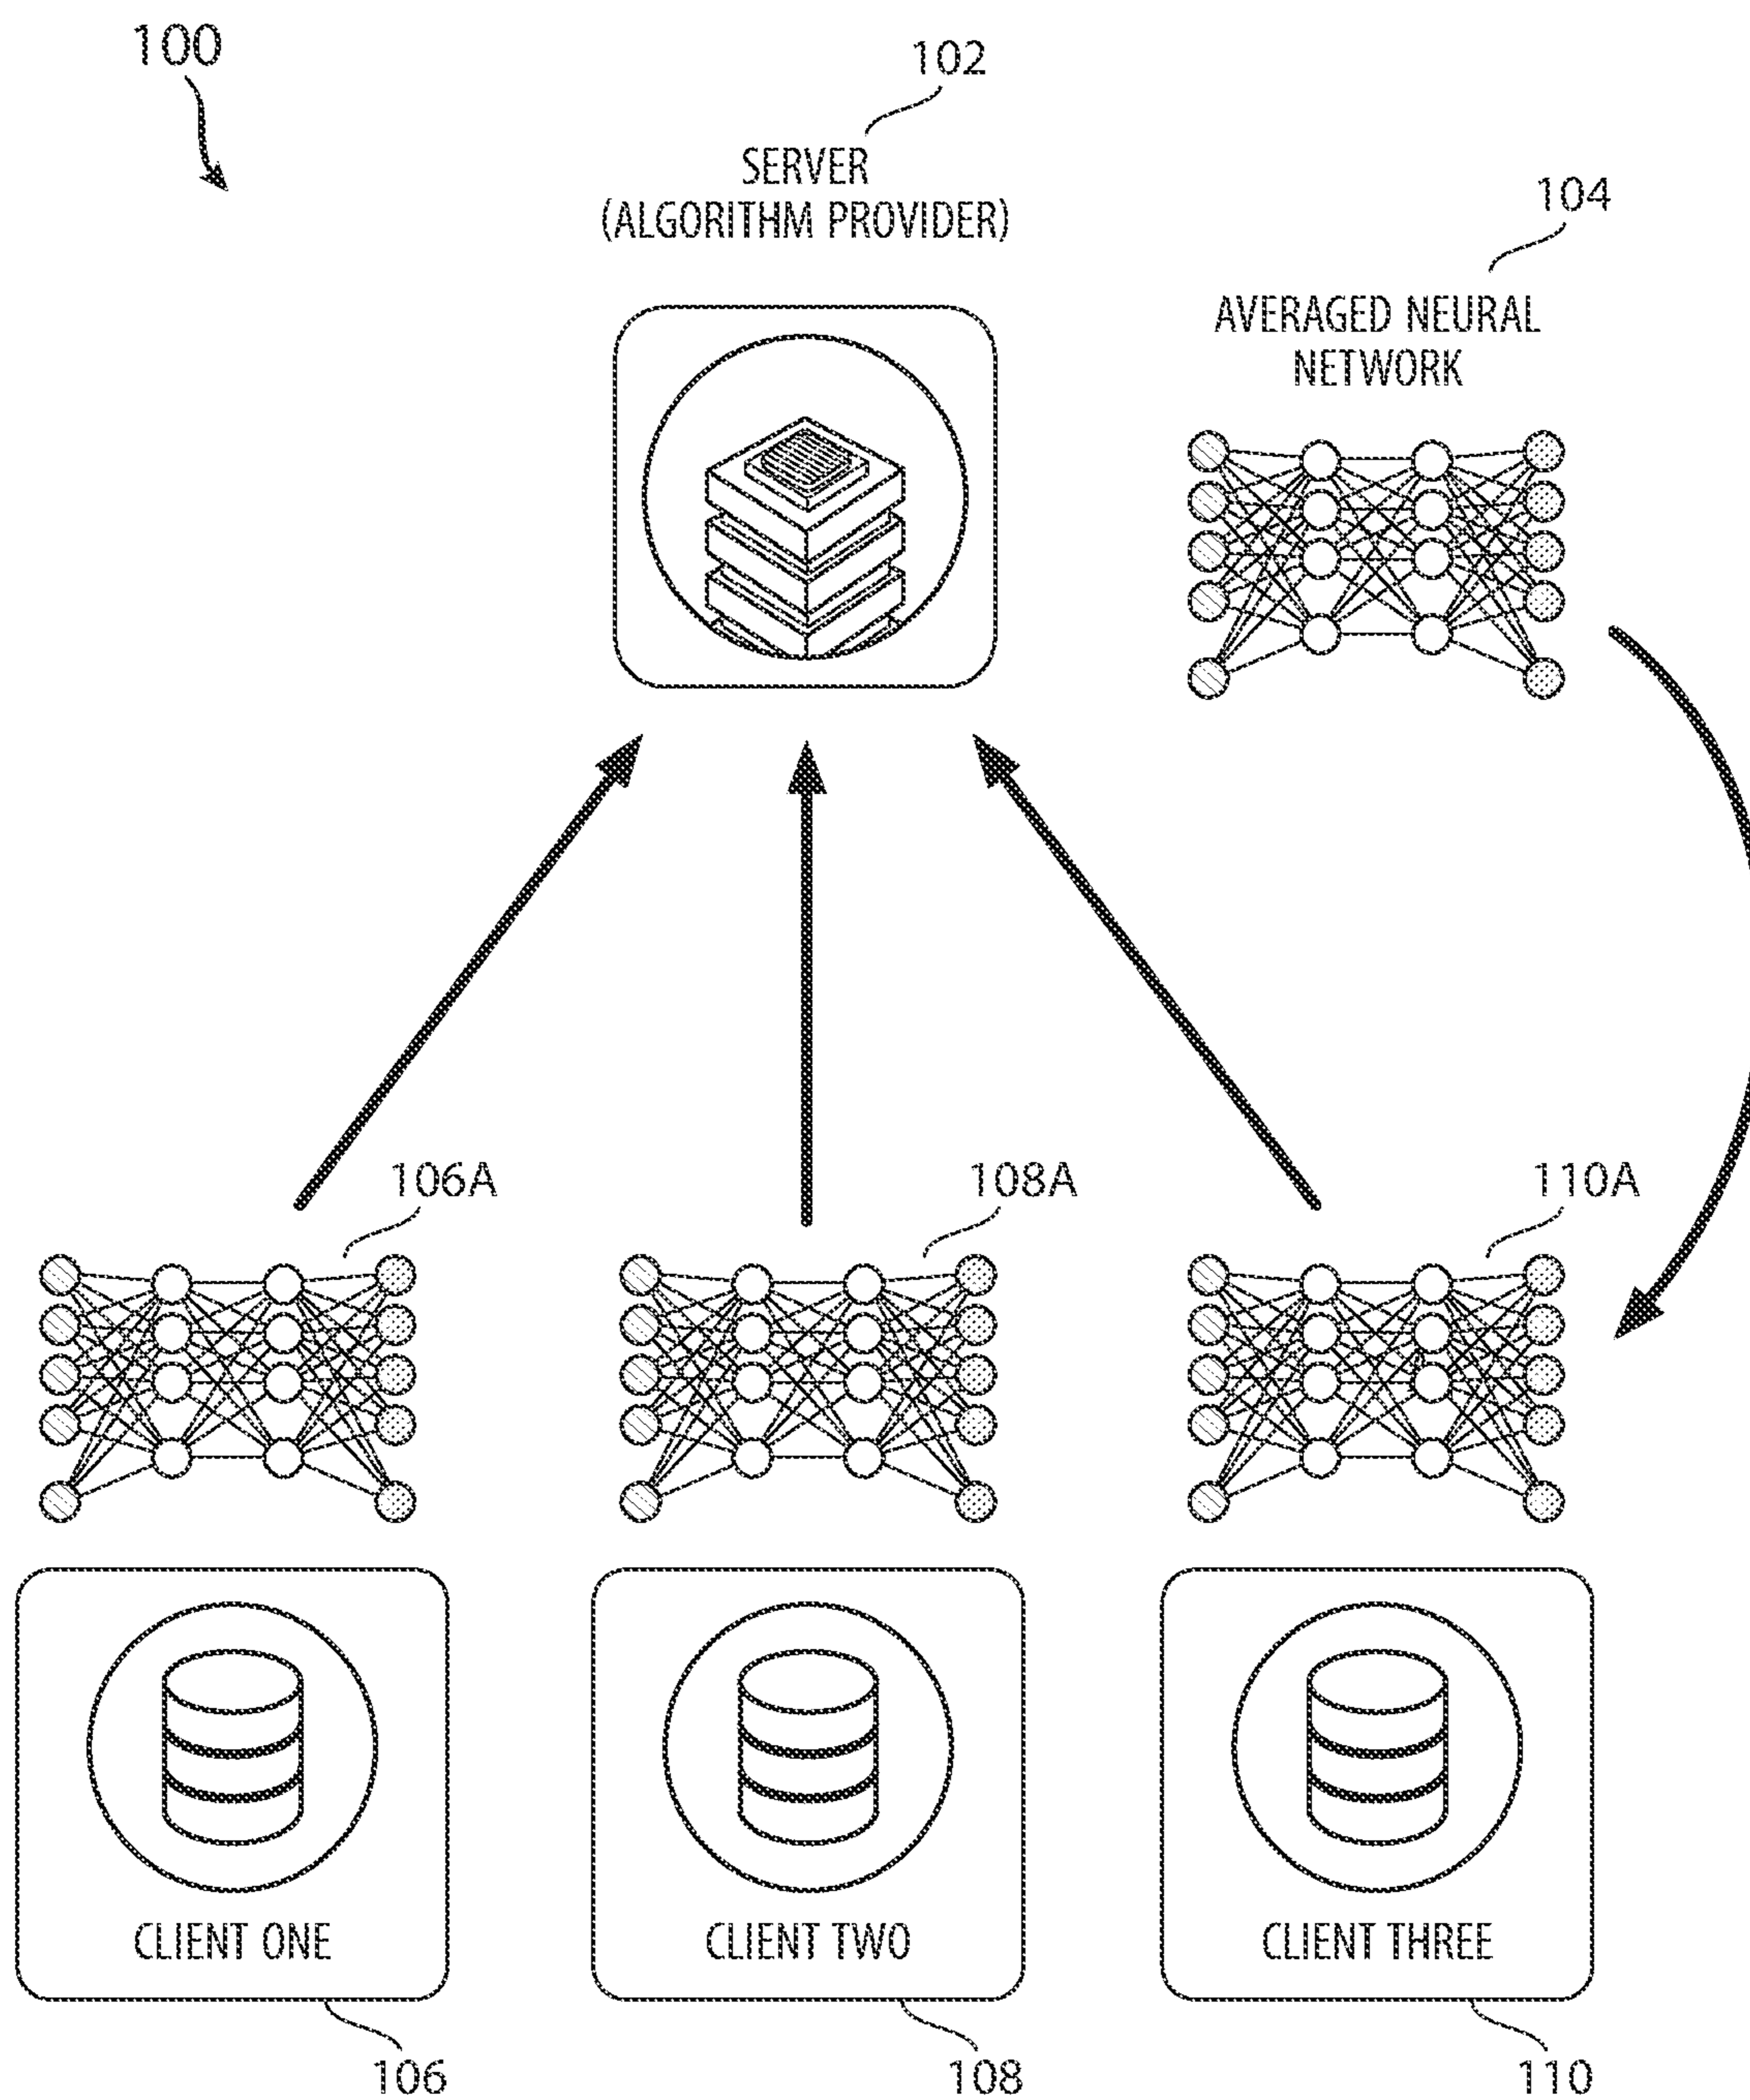 100
102
SERVER
(ALGORITHM PROVIDER)
104
AVERAGED NEURAL
NETWORK
106A
108A
110A
CLIENT ONE
CLIENT TWO
CLIENT THREE
106
108
110